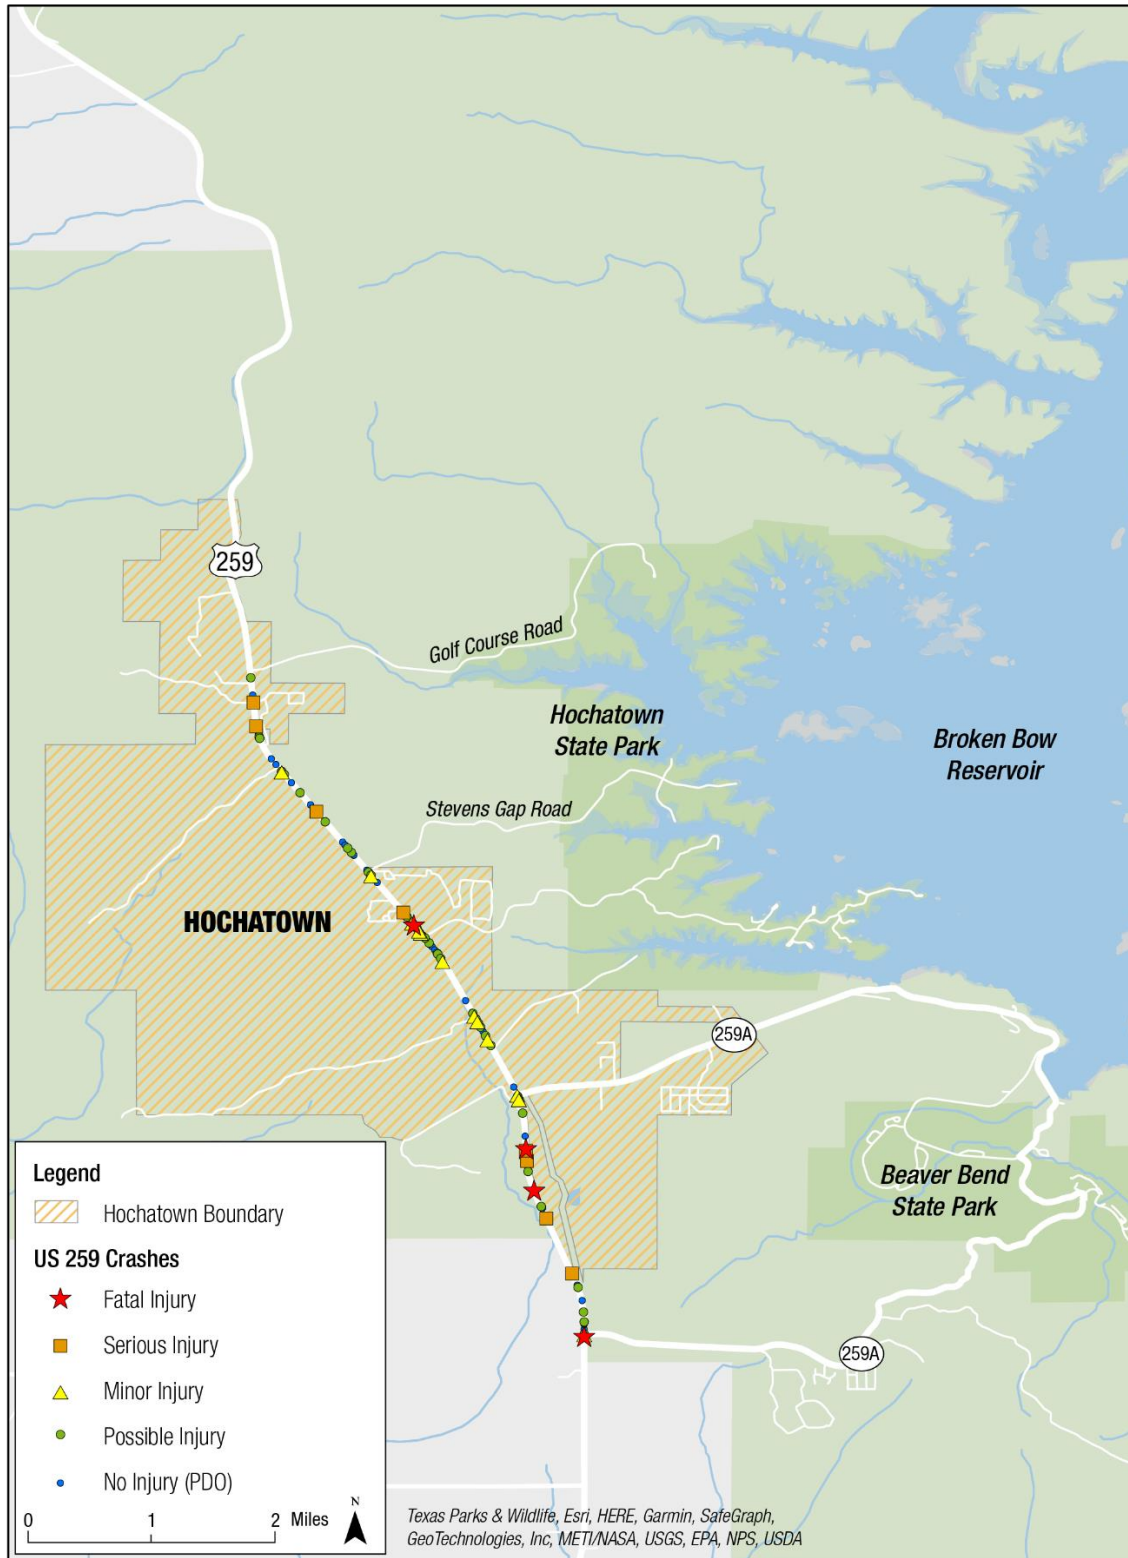 259
Golf Course Road
Hochatown
State Park
Broken Bow
Reservoir
Stevens Gap Road
HOCHATOWN
259A
Beaver Bend
State Park
259A
Legend
Hochatown Boundary
US 259 Crashes
Fatal Injury
Serious Injury
Minor Injury
Possible Injury
No Injury (PDO)
N
0 1 2 Miles
Texas Parks & Wildlife, Esri, HERE, Garmin, SafeGraph,
GeoTechnologies, Inc, METI/NASA, USGS, EPA, NPS, USDA